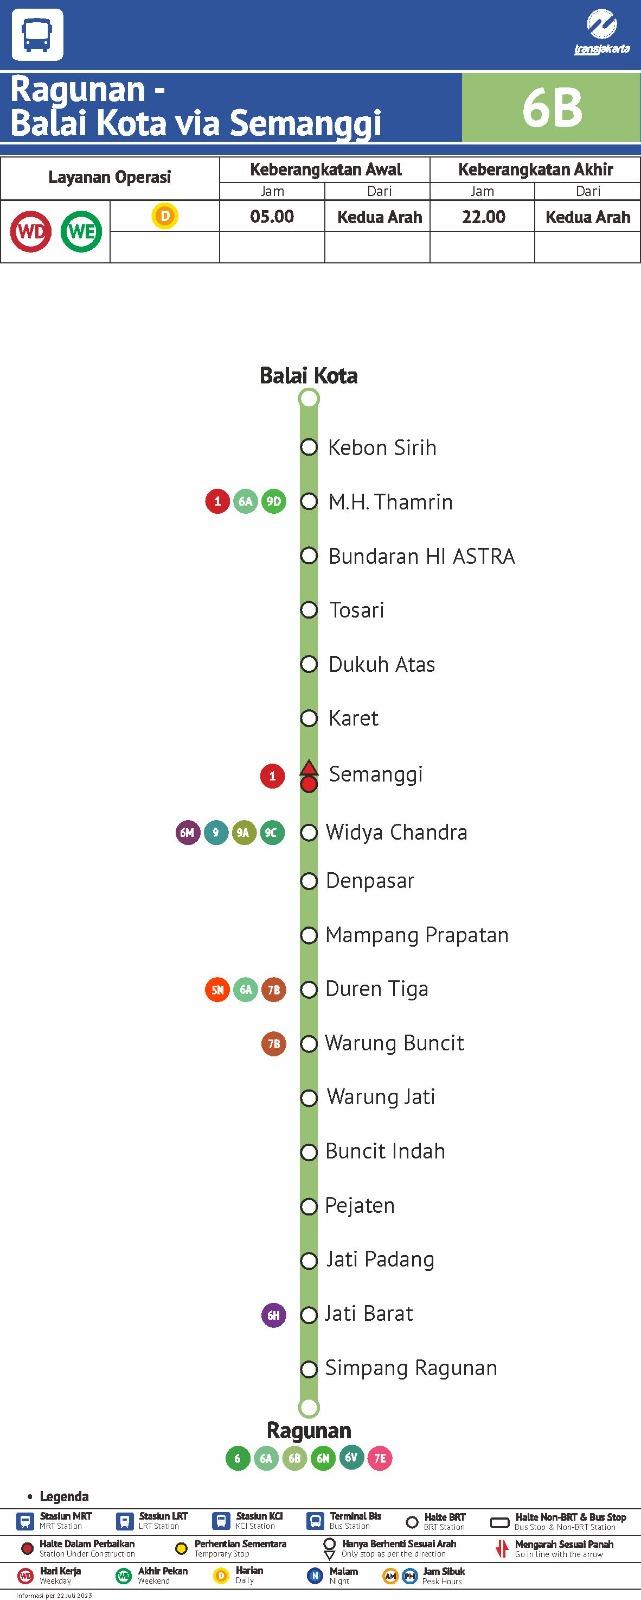 transjakarta
Ragunan -
Balai Kota via Semanggi
6B
Layanan Operasi
Keberangkatan Awal
Keberangkatan Akhir
Jam
Dari
Jam
Dari
WD
WE
D
05.00
Kedua Arah
22.00
Kedua Arah
Balai Kota
Kebon Sirih
1 6A 9D M.H. Thamrin
Bundaran HI ASTRA
Tosari
Dukuh Atas
Karet
1 Semanggi
6M 9 9A 9C Widya Chandra
Denpasar
Mampang Prapatan
5N 6A 7B Duren Tiga
7B Warung Buncit
Warung Jati
Buncit Indah
Pejaten
Jati Padang
6H Jati Barat
Simpang Ragunan
Ragunan
6 6A 6B 6N 6V 7E
• Legenda
Stasiun MRT
MRT Station
Stasiun LRT
LRT Station
Stasiun KCI
KCI Station
Terminal Bis
Bus Station
Halte BRT
BRT Station
Halte Non-BRT & Bus Stop
Bus Stop & Non-BRT Station
Halte Dalam Perbaikan
Station Under Construction
Perhentian Sementara
Temporary Stop
Hanya Berhenti Sesuai Arah
Only stop as per the direction
Mengarah Sesuai Panah
Go in line with the arrow
WD Hari Kerja
Weekday
WE Akhir Pekan
Weekend
D Harian
Daily
N Malam
Night
AM PM Jam Sibuk
Peak Hours
Informasi per 22 Juli 2023